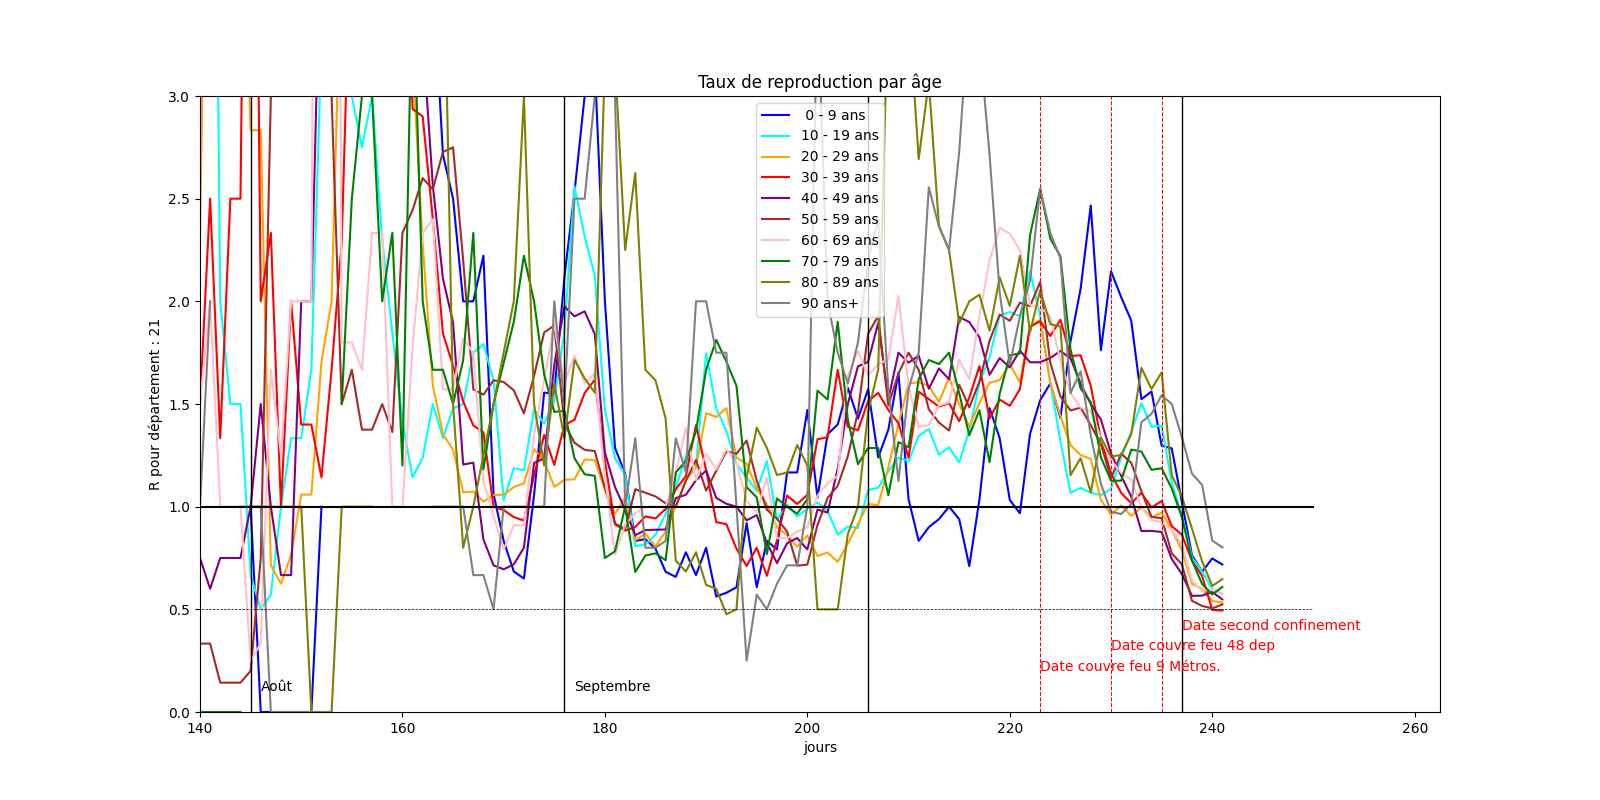 Taux de reproduction par âge
R pour département : 21
3.0
2.5
2.0
1.5
1.0
0.5
0.0
0 - 9 ans
10 - 19 ans
20 - 29 ans
30 - 39 ans
40 - 49 ans
50 - 59 ans
60 - 69 ans
70 - 79 ans
80 - 89 ans
90 ans+
Date second confinement
Date couvre feu 48 dep
Date couvre feu 9 Métros.
Août
Septembre
140 160 180 200 220 240 260
jours